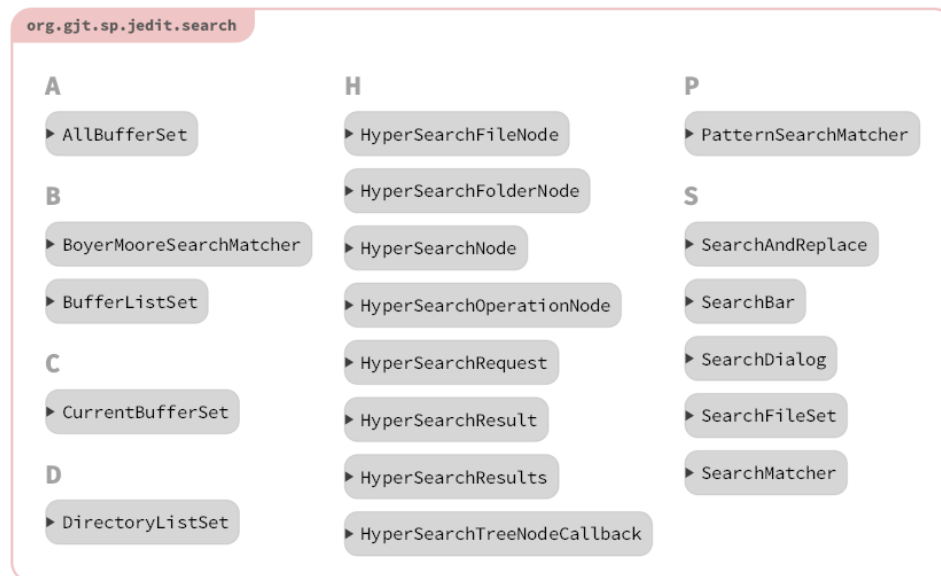 org.gjt.sp.jedit.search
A
AllBufferSet
B
BoyerMooreSearchMatcher
BufferListSet
C
CurrentBufferSet
D
DirectoryListSet
H
HyperSearchFileNode
HyperSearchFolderNode
HyperSearchNode
HyperSearchOperationNode
HyperSearchRequest
HyperSearchResult
HyperSearchResults
HyperSearchTreeNodeCallback
P
PatternSearchMatcher
S
SearchAndReplace
SearchBar
SearchDialog
SearchFileSet
SearchMatcher